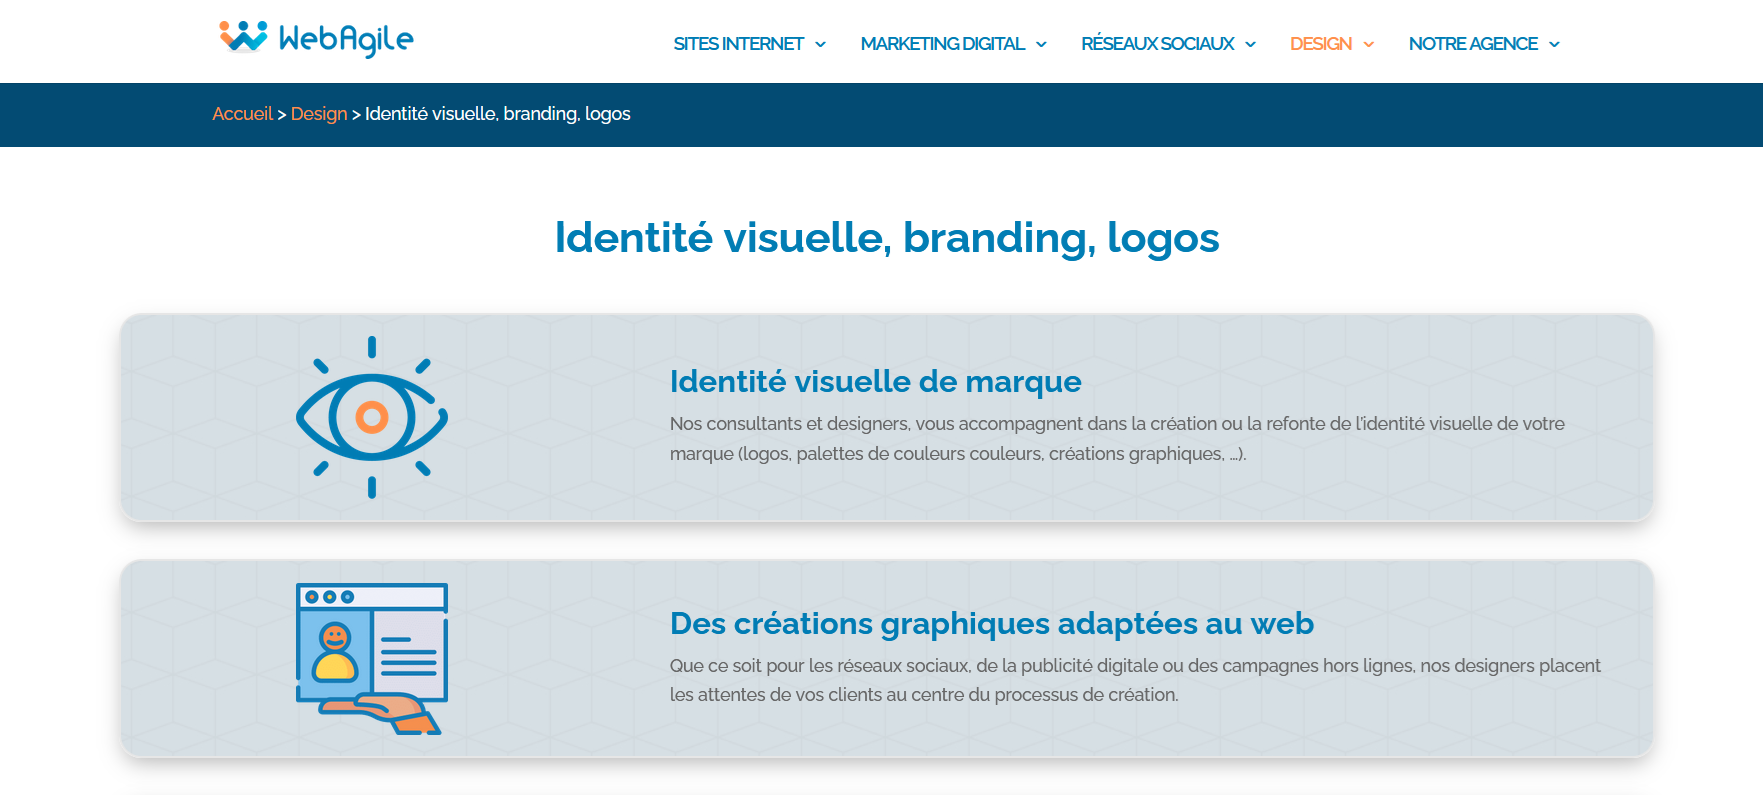 WebAgile
SITES INTERNET MARKETING DIGITAL RÉSEAUX SOCIAUX DESIGN NOTRE AGENCE
Accueil > Design > Identité visuelle, branding, logos
Identité visuelle, branding, logos
Identité visuelle de marque
Nos consultants et designers, vous accompagnent dans la création ou la refonte de l'identité visuelle de votre
marque (logos, palettes de couleurs couleurs, créations graphiques, ...).
Des créations graphiques adaptées au web
Que ce soit pour les réseaux sociaux, de la publicité digitale ou des campagnes hors lignes, nos designers placent
les attentes de vos clients au centre du processus de création.